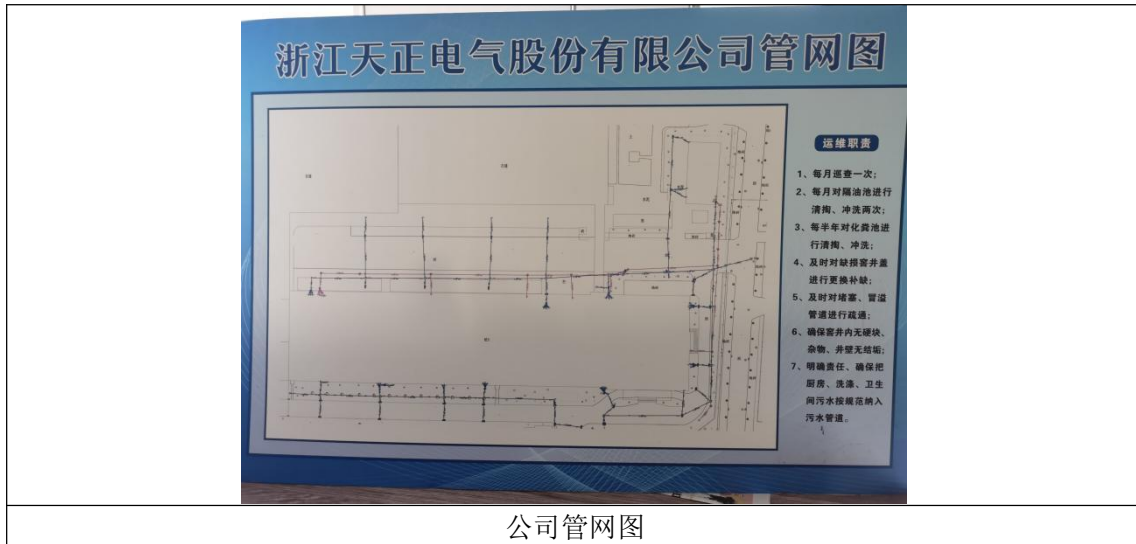 浙江天正电气股份有限公司管网图
运维职责
1、每月巡查一次；
2、每月对隔油池进行
清掏、冲洗两次；
3、每半年对化粪池进
行清掏、冲洗；
4、及时对缺损窨井盖
进行更换补缺；
5、及时对堵塞、冒溢
管道进行疏通；
6、确保窨井内无硬块、
杂物、井壁无结垢；
7、明确责任、确保把
厨房、洗涤、卫生
间污水按规范纳入
污水管道。
公司管网图